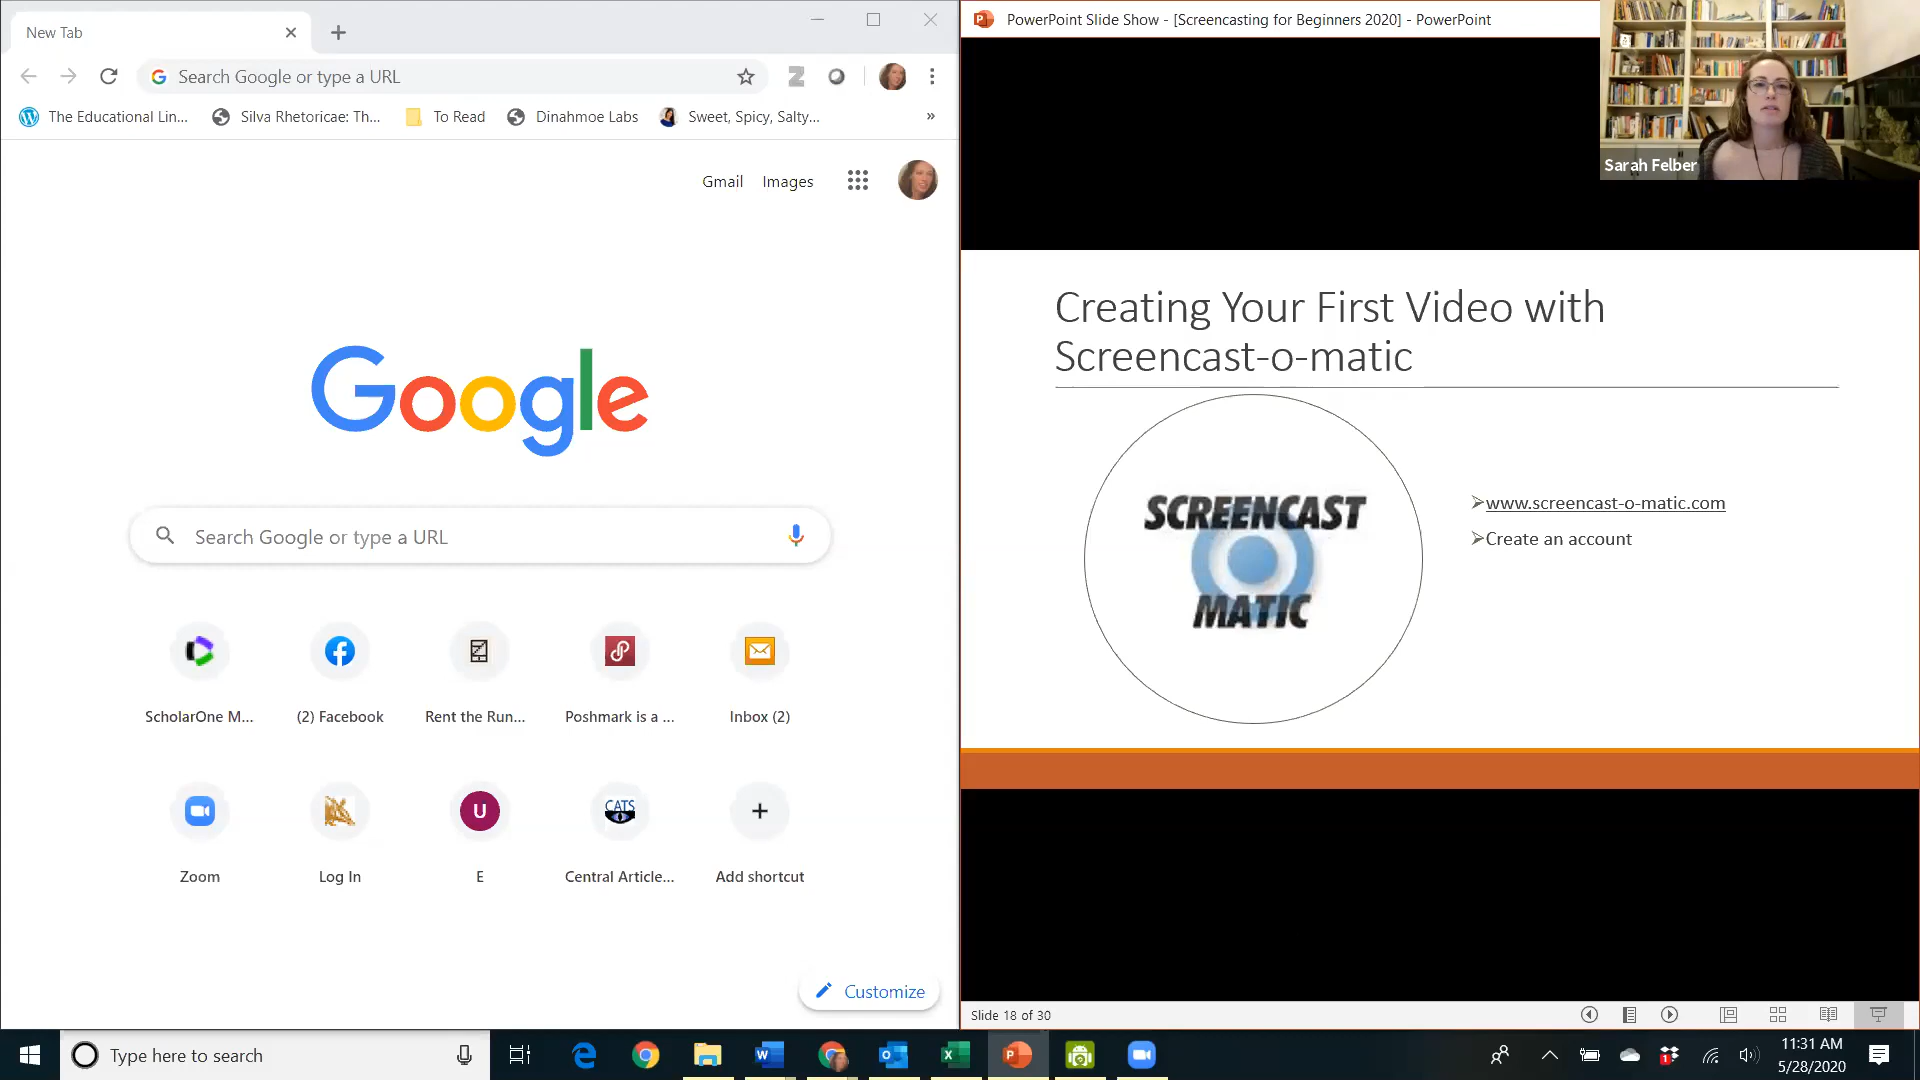 New Tab
Search Google or type a URL
The Educational Lin...
Silva Rhetoricae: Th...
To Read
Dinahmoe Labs
Sweet, Spicy, Salty...
»
Gmail
Images
Google
Search Google or type a URL
ScholarOne M...
(2) Facebook
Rent the Run...
Poshmark is a ...
Inbox (2)
U
CATS
Zoom
Log In
E
Central Article...
Add shortcut
Customize
PowerPoint Slide Show - [Screencasting for Beginners 2020] - PowerPoint
Sarah Felber
Creating Your First Video with
Screencast-o-matic
SCREENCAST
MATIC
www.screencast-o-matic.com
Create an account
Slide 18 of 30
Type here to search
11:31 AM
5/28/2020